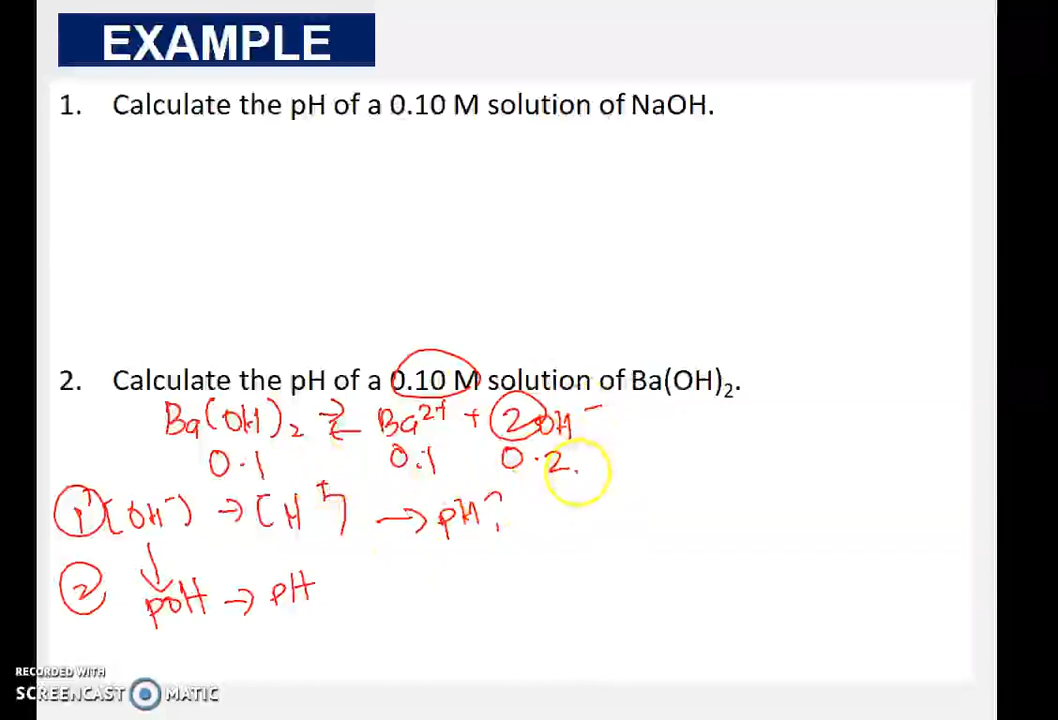 EXAMPLE
1. Calculate the pH of a 0.10 M solution of NaOH.
2. Calculate the pH of a 0.10 M solution of Ba(OH)₂.
Ba(OH)₂ ⇄ Ba²⁺ + 2OH⁻
0.1 0.1 0.2.
1 [OH⁻] → [H⁺] → pH?
↓
2 pOH → pH
RECORDED WITH
SCREENCAST MATIC